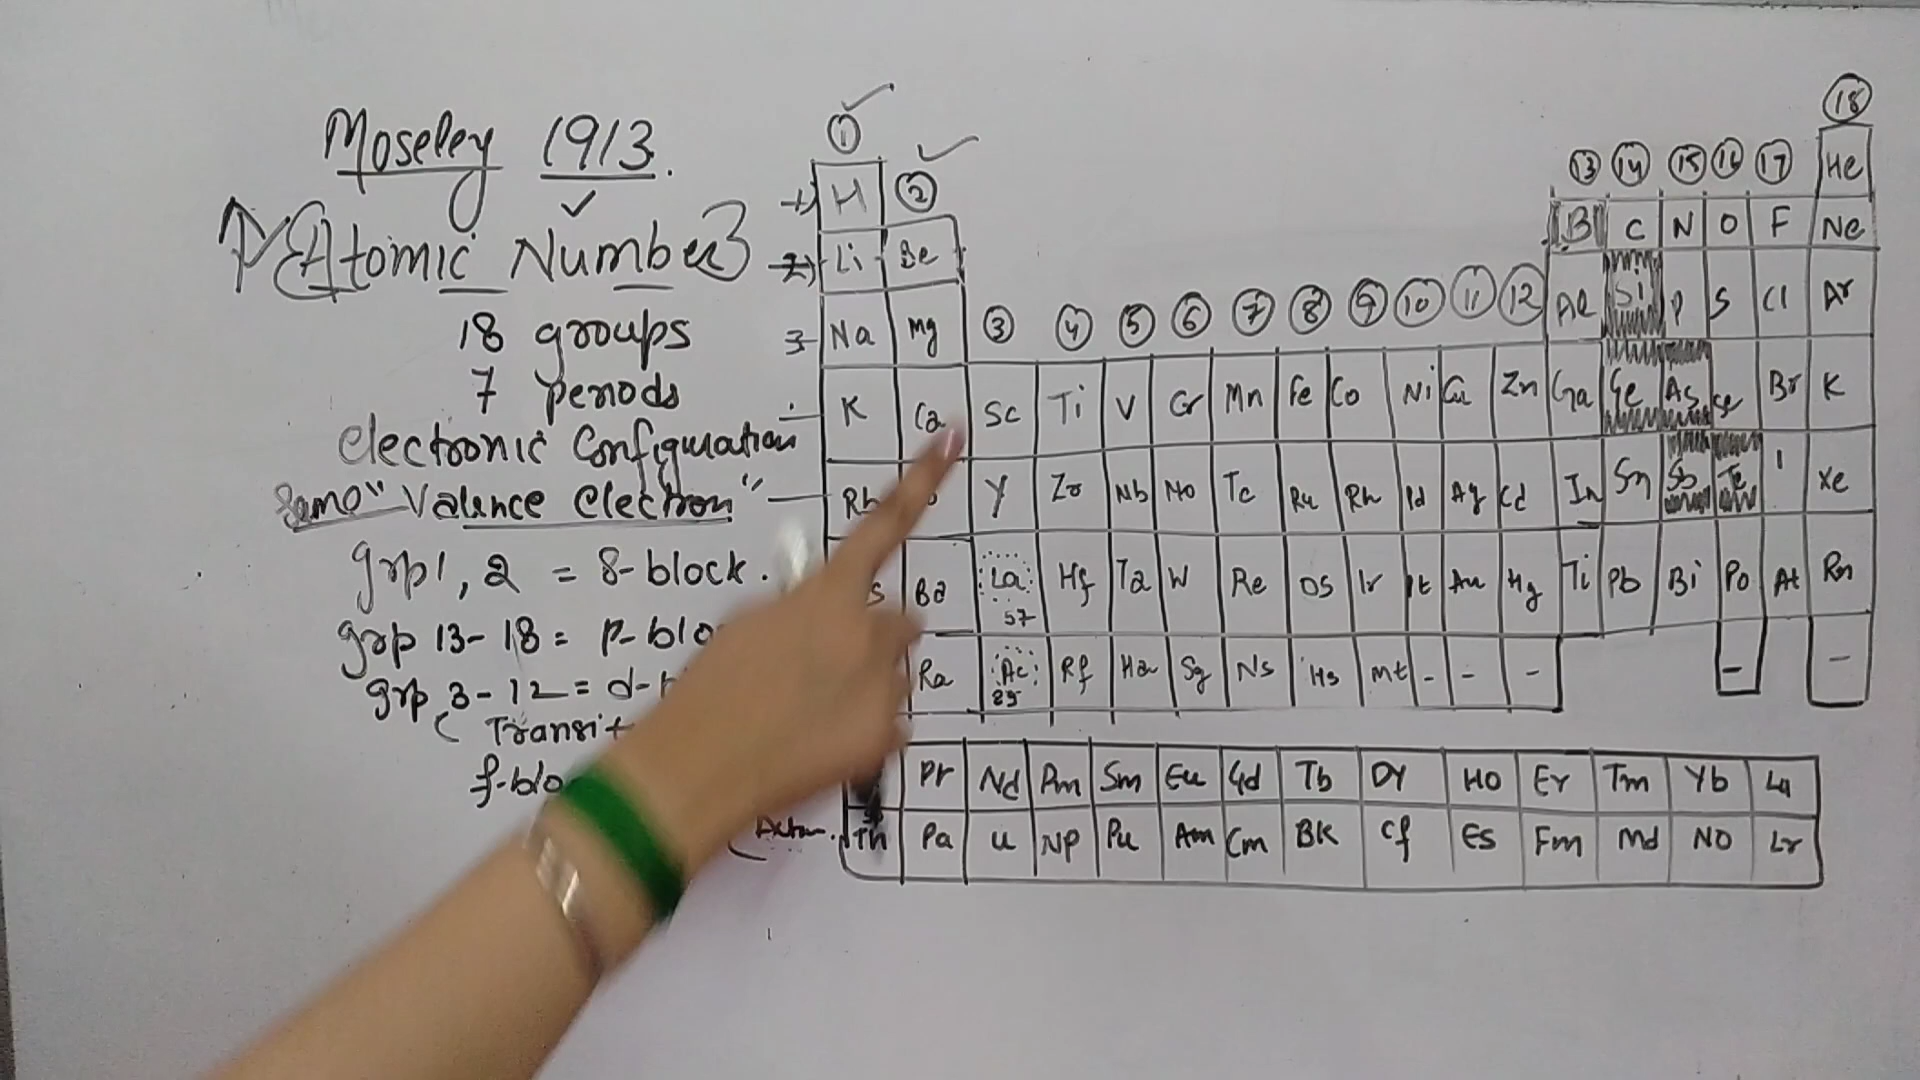 Moseley 1913.
Atomic Number
18 groups
7 periods
electronic Configuration
Same "Valence electron"
grp 1, 2 = S-block.
grp 13-18 = p-blo
grp 3-12 = d-b
(Transit
f-blo
18
1
13 14 15 16 17
He
1) H 2
B C N O F Ne
2) Li Be
3 4 5 6 7 8 9 10 11 12
Al Si P S Cl Ar
3- Na Mg
K Ca Sc Ti V Cr Mn Fe Co Ni Cu Zn Ga Ge As Se Br K
Rb Y Zr Nb Mo Tc Ru Rh Pd Ag Cd In Sn Sb Te I Xe
s Ba La Hf Ta W Re Os Ir Pt Au Hg Ti Pb Bi Po At Rn
57
Ra Ac Rf Ha Sg Ns Hs Mt - - - - -
89
Pr Nd Pm Sm Eu Gd Tb DY HO Er Tm Yb Lu
Th Pa U NP Pu Am Cm BK Cf Es Fm Md NO Lr